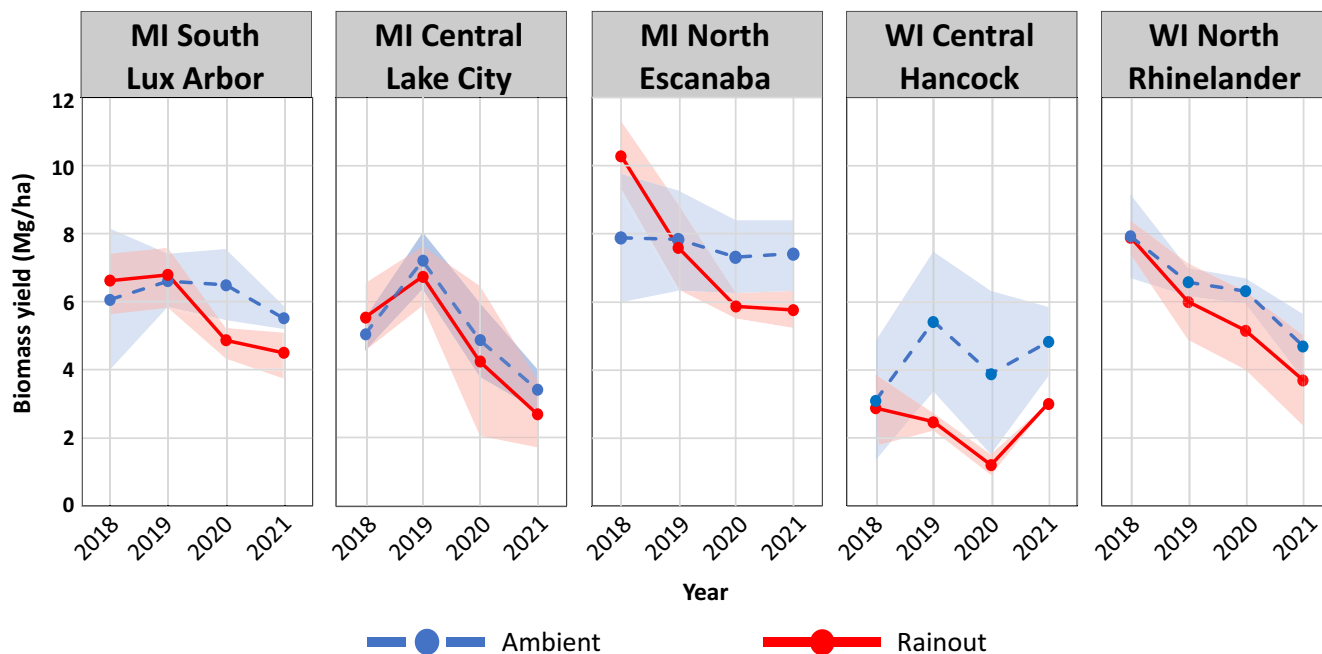 MI South
Lux Arbor
MI Central
Lake City
MI North
Escanaba
WI Central
Hancock
WI North
Rhinelander
Biomass yield (Mg/ha)
12
10
8
6
4
2
0
2018 2019 2020 2021
2018 2019 2020 2021
2018 2019 2020 2021
2018 2019 2020 2021
2018 2019 2020 2021
Year
Ambient Rainout